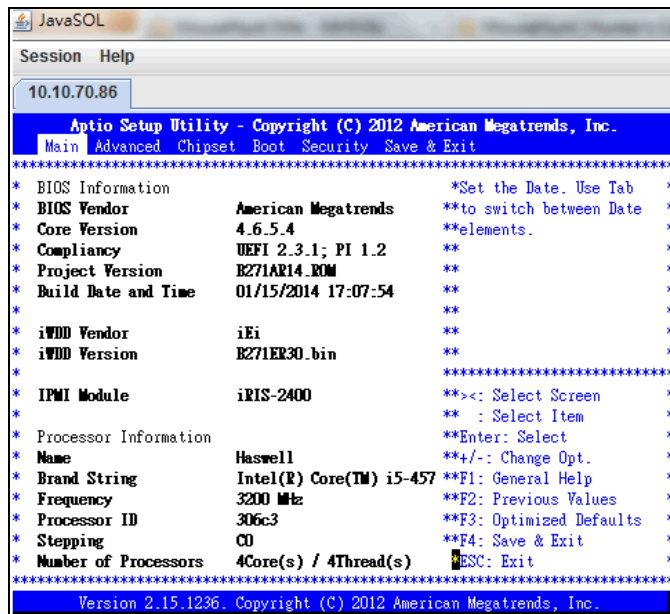 JavaSOL
Session Help
10.10.70.86
Aptio Setup Utility - Copyright (C) 2012 American Megatrends, Inc.
Main Advanced Chipset Boot Security Save & Exit
BIOS Information *Set the Date. Use Tab
BIOS Vendor American Megatrends **to switch between Date
Core Version 4.6.5.4 **elements.
Compliancy UEFI 2.3.1; PI 1.2 **
Project Version B271AR14.ROM **
Build Date and Time 01/15/2014 17:07:54 **
iWDD Vendor iEi **
iWDD Version B271ER30.bin **
IPMI Module iRIS-2400 **><: Select Screen
** : Select Item
Processor Information **Enter: Select
Name Haswell **+/-: Change Opt.
Brand String Intel(R) Core(TM) i5-457 **F1: General Help
Frequency 3200 MHz **F2: Previous Values
Processor ID 306c3 **F3: Optimized Defaults
Stepping C0 **F4: Save & Exit
Number of Processors 4Core(s) / 4Thread(s) *ESC: Exit
Version 2.15.1236. Copyright (C) 2012 American Megatrends, Inc.